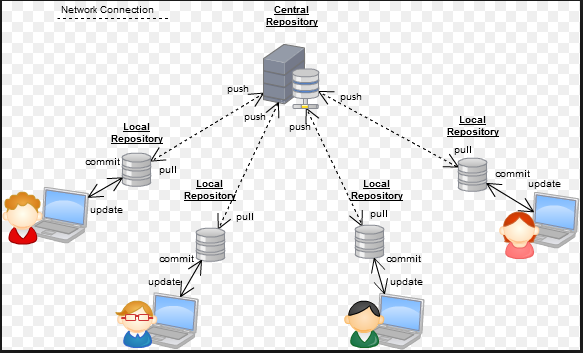 Network Connection
Central
Repository
push
push
push
push
Local
Repository
commit
pull
update
Local
Repository
pull
commit
update
Local
Repository
pull
commit
update
Local
Repository
pull
commit
update